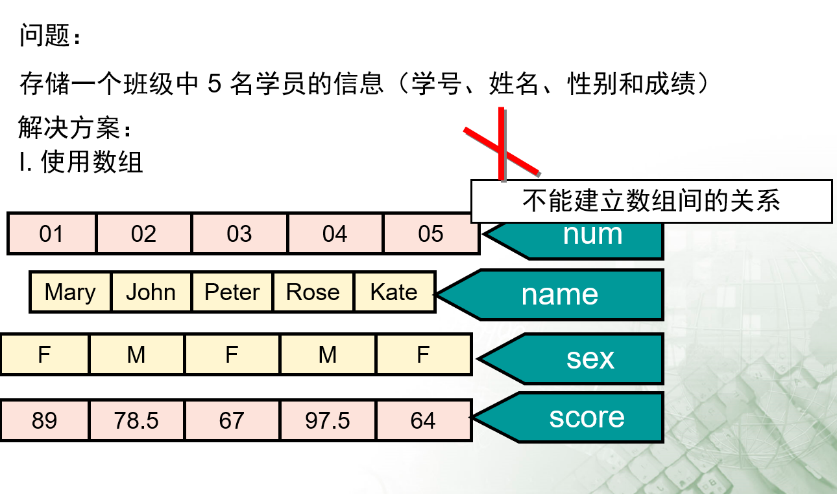 问题：
存储一个班级中 5 名学员的信息（学号、姓名、性别和成绩）
解决方案：
I. 使用数组
不能建立数组间的关系
01 02 03 04 05 num
Mary John Peter Rose Kate name
F M F M F sex
89 78.5 67 97.5 64 score